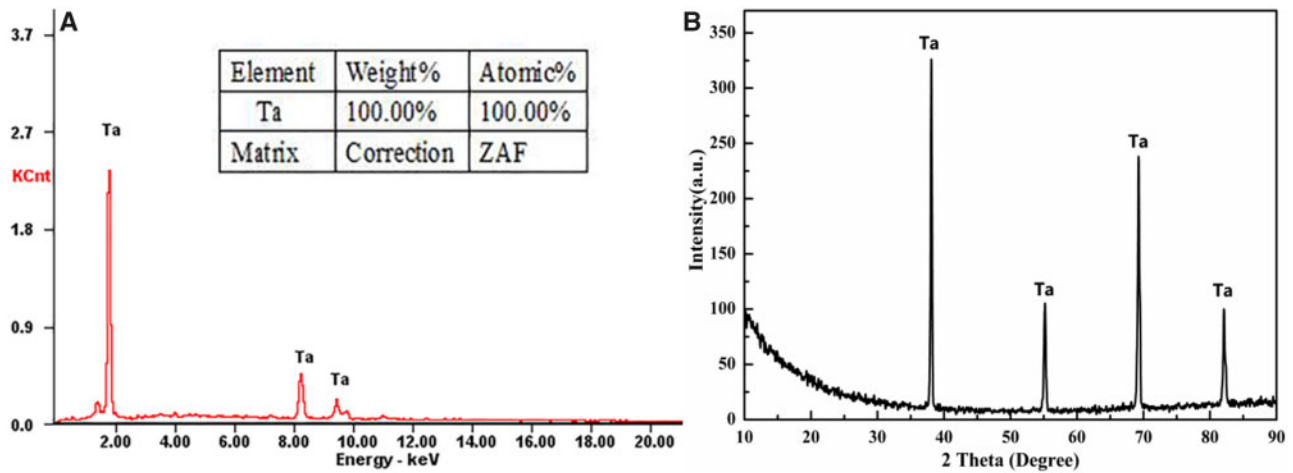 A
3.7
2.7
KCnt
1.8
0.9
0.0
Ta
Ta
Ta
Element Weight% Atomic%
Ta 100.00% 100.00%
Matrix Correction ZAF
2.00 4.00 6.00 8.00 10.00 12.00 14.00 16.00 18.00 20.00
Energy - keV
B
350
300
250
200
150
100
50
0
Intensity(a.u.)
Ta
Ta
Ta
Ta
10 20 30 40 50 60 70 80 90
2 Theta (Degree)